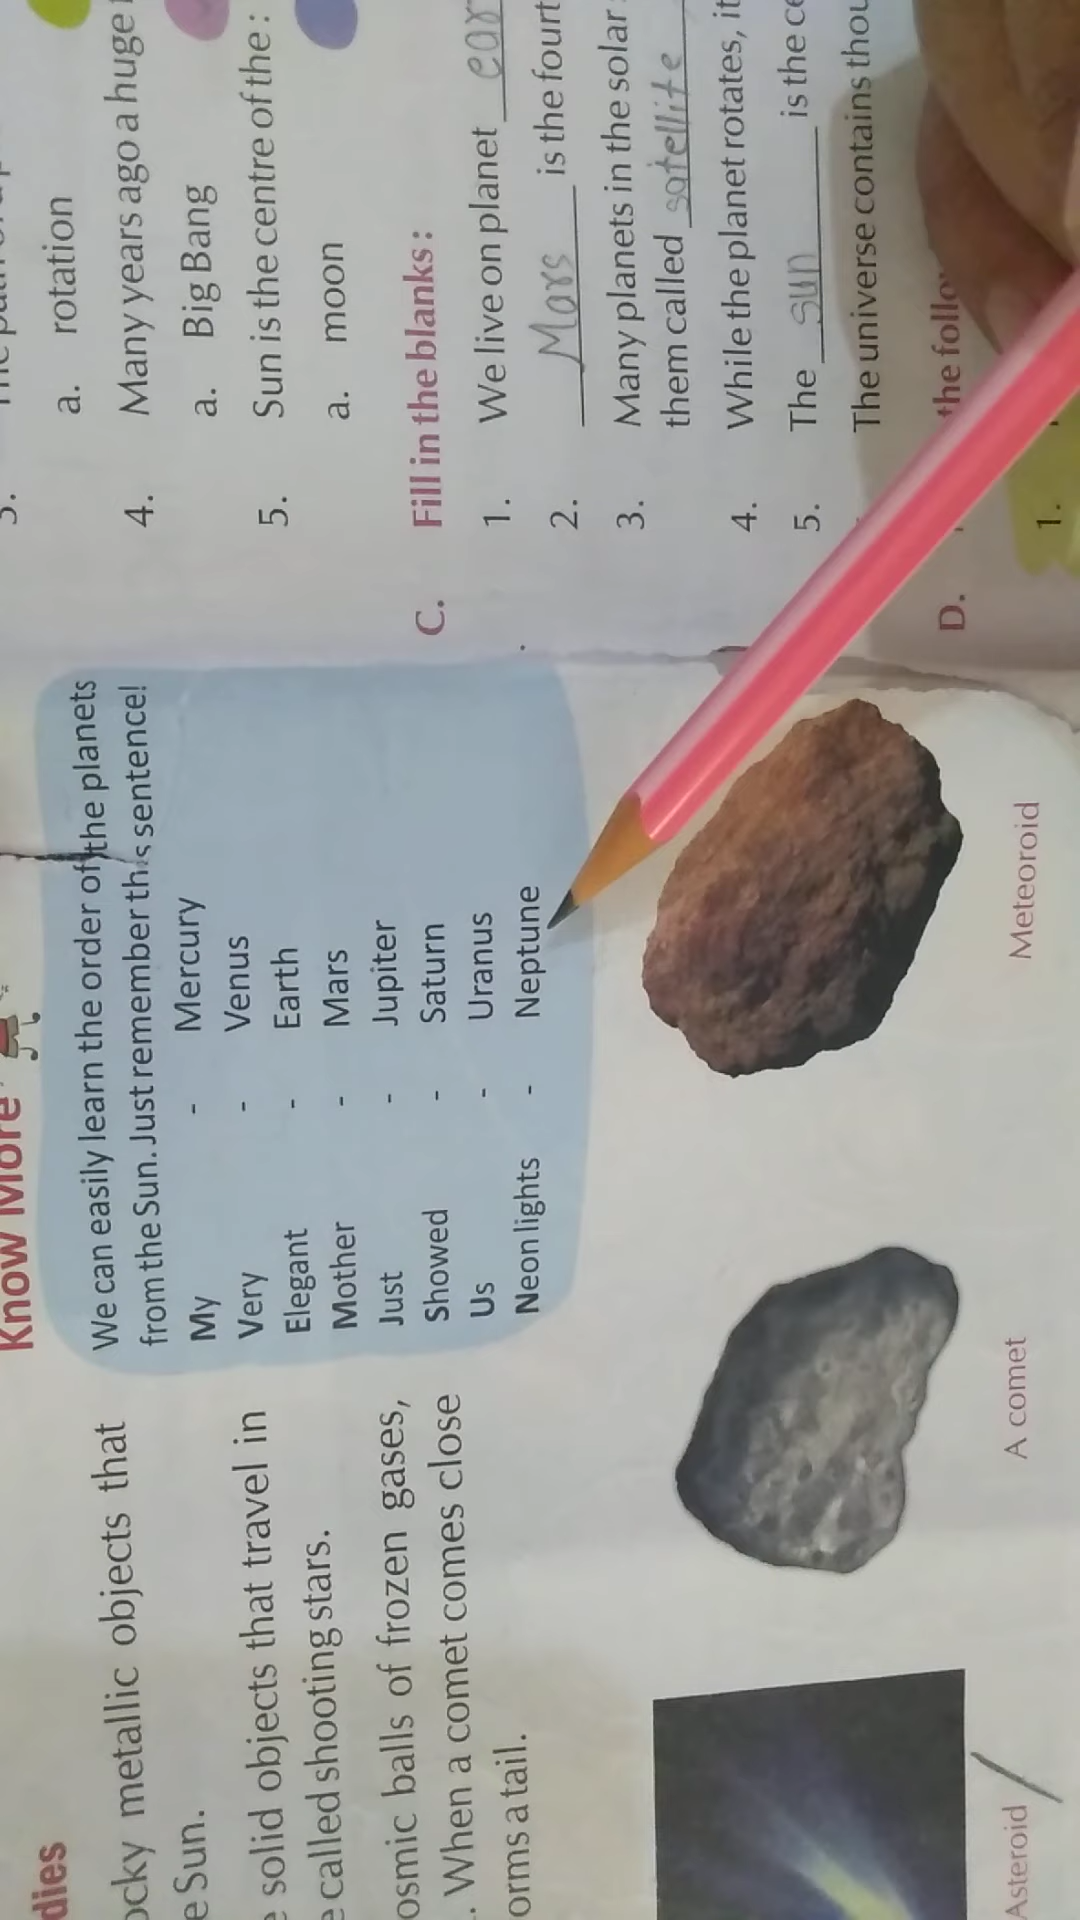 dies
ocky metallic objects that
e Sun.
solid objects that travel in
called shooting stars.
osmic balls of frozen gases,
. When a comet comes close
orms a tail.
Know More
We can easily learn the order of the planets
from the Sun. Just remember this sentence!
My - Mercury
Very - Venus
Elegant - Earth
Mother - Mars
Just - Jupiter
Showed - Saturn
Us - Uranus
Neon lights - Neptune
Asteroid
A comet
Meteoroid
a. rotation
4. Many years ago a huge
a. Big Bang
5. Sun is the centre of the :
a. moon
C. Fill in the blanks :
1. We live on planet ear
2. Mars is the fourt
3. Many planets in the solar
them called satellite
4. While the planet rotates, it
5. The sun is the ce
The universe contains thou
D. the follo
1.